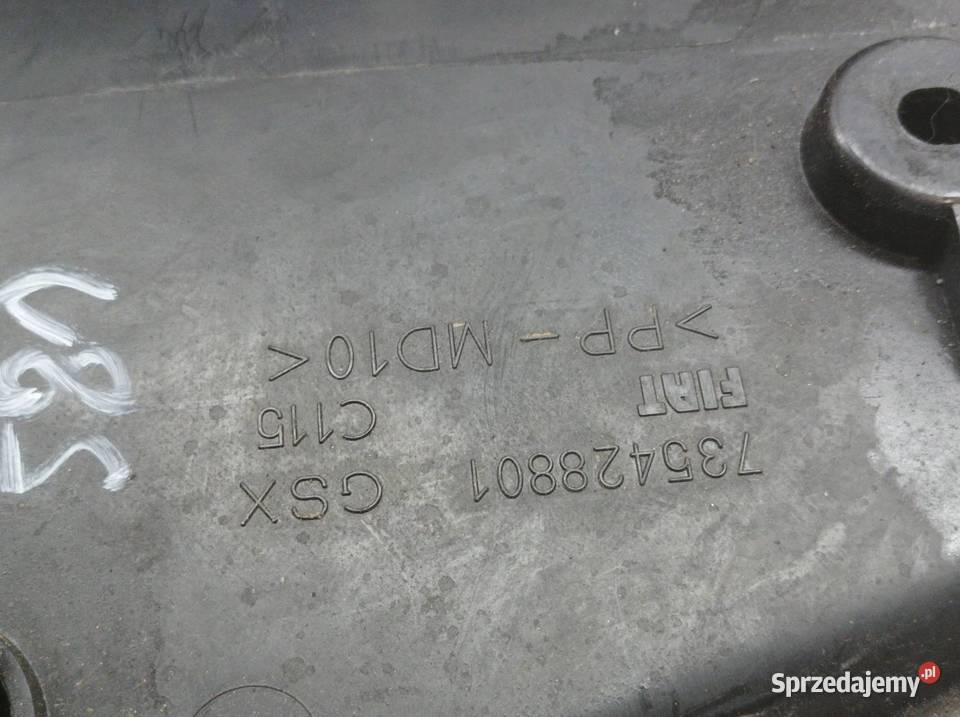 735428801 GSX
FIAT C115
>PP-MD10<
Sprzedajemy.pl